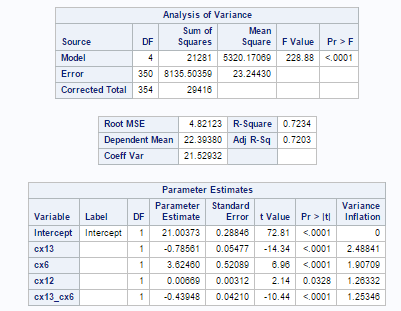 Analysis of Variance
Source DF Sum of Squares Mean Square F Value Pr > F
Model 4 21281 5320.17069 228.88 <.0001
Error 350 8135.50359 23.24430
Corrected Total 354 29416
Root MSE 4.82123 R-Square 0.7234
Dependent Mean 22.39380 Adj R-Sq 0.7203
Coeff Var 21.52932
Parameter Estimates
Variable Label DF Parameter Estimate Standard Error t Value Pr > |t| Variance Inflation
Intercept Intercept 1 21.00373 0.28846 72.81 <.0001 0
cx13 1 -0.78561 0.05477 -14.34 <.0001 2.48841
cx6 1 3.62460 0.52089 6.96 <.0001 1.90709
cx12 1 0.00669 0.00312 2.14 0.0328 1.26332
cx13_cx6 1 -0.43948 0.04210 -10.44 <.0001 1.25346